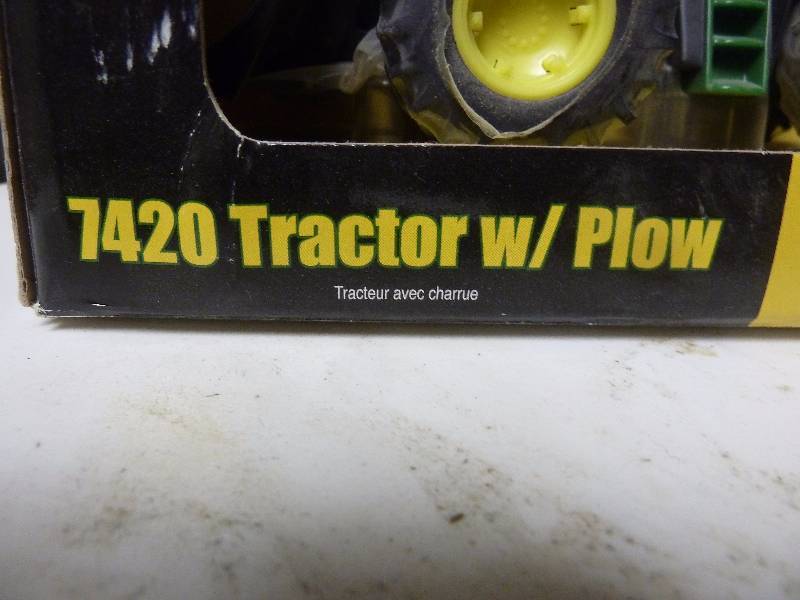 7420 Tractor w/ Plow
Tracteur avec charrue